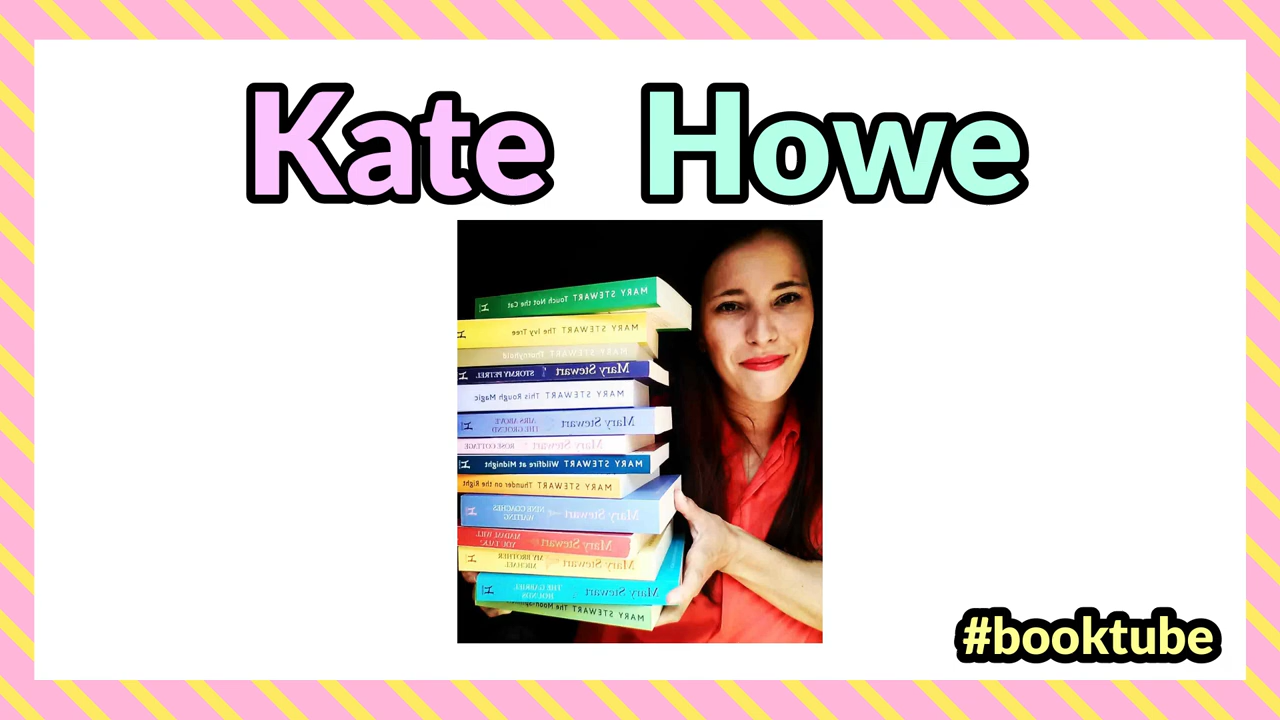 Kate Howe
MARY STEWART Touch Not the Cat
MARY STEWART The Ivy Tree
MARY STEWART Thornyhold
Mary Stewart STORMY PETREL
MARY STEWART This Rough Magic
Mary Stewart AIRS ABOVE
THE GROUND
Mary Stewart ROSE COTTAGE
MARY STEWART Wildfire at Midnight
MARY STEWART Thunder on the Right
Mary Stewart NINE COACHES
WAITING
Mary Stewart MADAM, WILL
YOU TALK?
Mary Stewart MY BROTHER
MICHAEL
Mary Stewart THE GABRIEL
HOUNDS
MARY STEWART The Moon-Spinners
#booktube